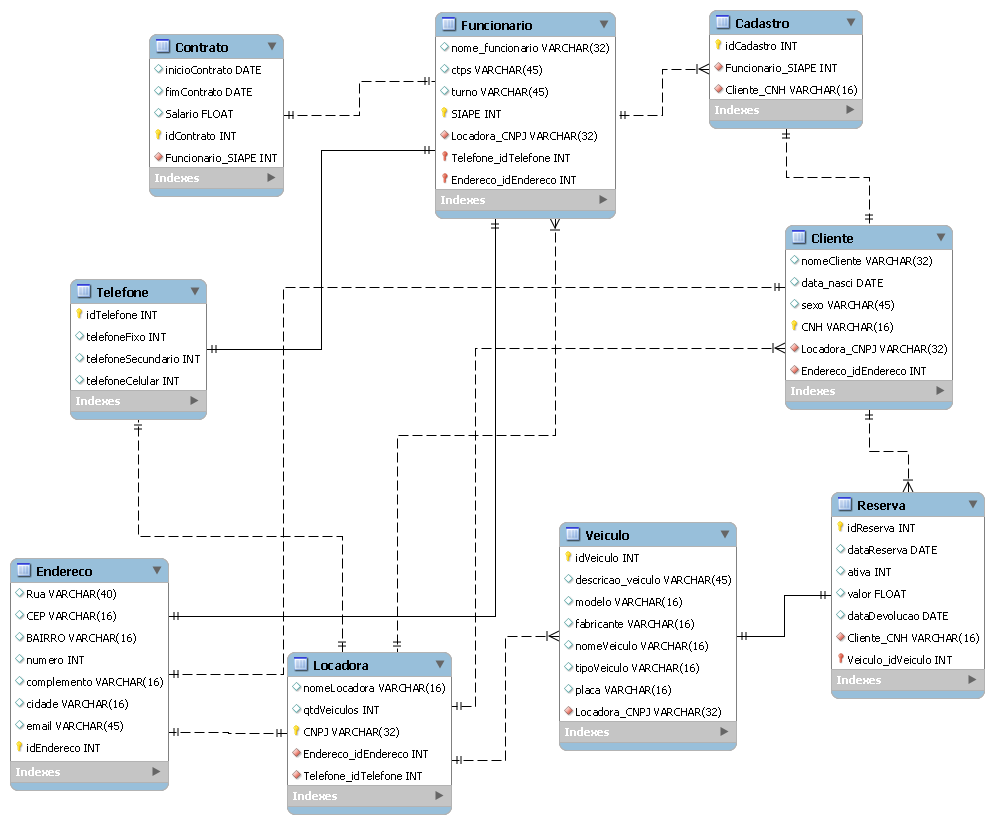 Contrato
inicioContrato DATE
fimContrato DATE
Salario FLOAT
idContrato INT
Funcionario_SIAPE INT
Indexes
Funcionario
nome_funcionario VARCHAR(32)
ctps VARCHAR(45)
turno VARCHAR(45)
SIAPE INT
Locadora_CNPJ VARCHAR(32)
Telefone_idTelefone INT
Endereco_idEndereco INT
Indexes
Cadastro
idCadastro INT
Funcionario_SIAPE INT
Cliente_CNH VARCHAR(16)
Indexes
Cliente
nomeCliente VARCHAR(32)
data_nasci DATE
sexo VARCHAR(45)
CNH VARCHAR(16)
Locadora_CNPJ VARCHAR(32)
Endereco_idEndereco INT
Indexes
Telefone
idTelefone INT
telefoneFixo INT
telefoneSecundario INT
telefoneCelular INT
Indexes
Endereco
Rua VARCHAR(40)
CEP VARCHAR(16)
BAIRRO VARCHAR(16)
numero INT
complemento VARCHAR(16)
cidade VARCHAR(16)
email VARCHAR(45)
idEndereco INT
Indexes
Locadora
nomeLocadora VARCHAR(16)
qtdVeiculos INT
CNPJ VARCHAR(32)
Endereco_idEndereco INT
Telefone_idTelefone INT
Indexes
Veiculo
idVeiculo INT
descricao_veiculo VARCHAR(45)
modelo VARCHAR(16)
fabricante VARCHAR(16)
nomeVeiculo VARCHAR(16)
tipoVeiculo VARCHAR(16)
placa VARCHAR(16)
Locadora_CNPJ VARCHAR(32)
Indexes
Reserva
idReserva INT
dataReserva DATE
ativa INT
valor FLOAT
dataDevolucao DATE
Cliente_CNH VARCHAR(16)
Veiculo_idVeiculo INT
Indexes